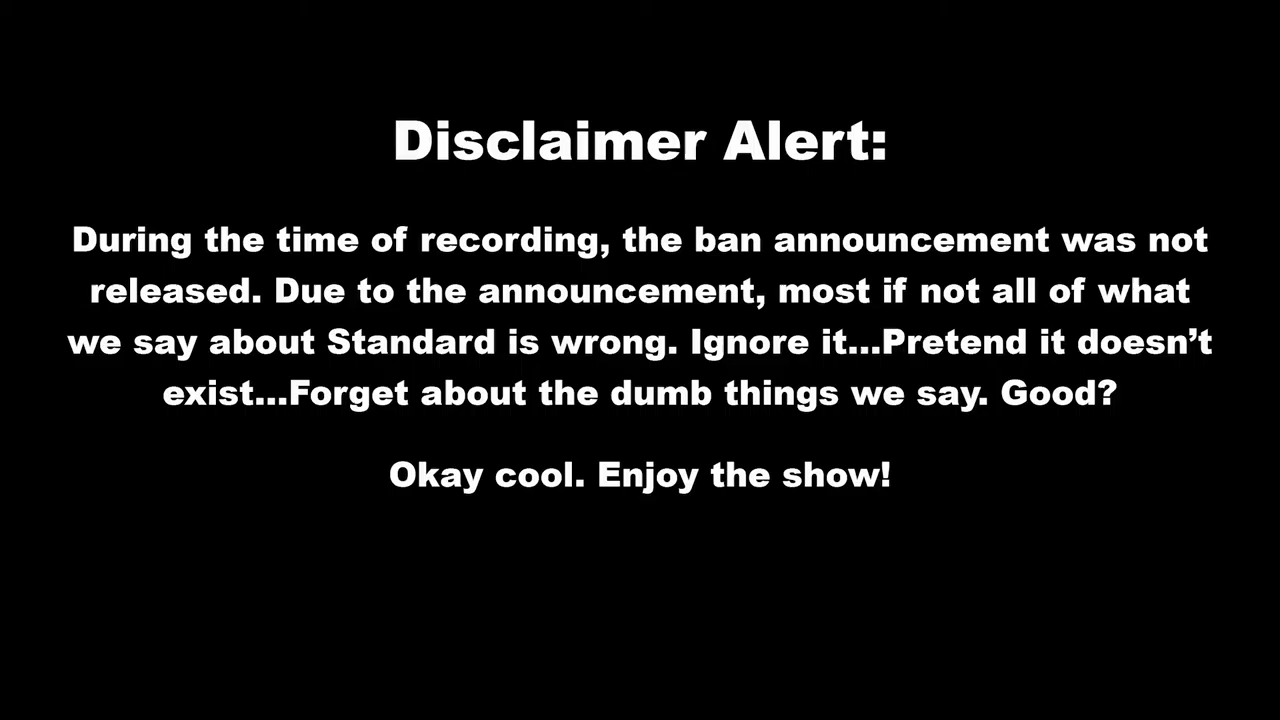 Disclaimer Alert:
During the time of recording, the ban announcement was not
released. Due to the announcement, most if not all of what
we say about Standard is wrong. Ignore it...Pretend it doesn’t
exist...Forget about the dumb things we say. Good?
Okay cool. Enjoy the show!